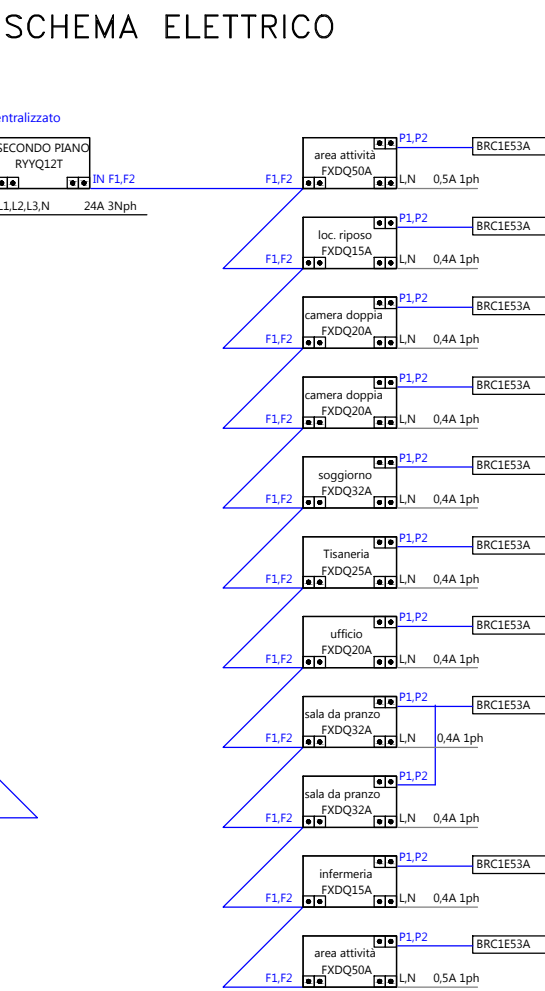 SCHEMA ELETTRICO
entralizzato
SECONDO PIANO
RYYQ12T
IN F1,F2
L1,L2,L3,N 24A 3Nph
P1,P2 BRC1E53A
area attività
FXDQ50A
F1,F2 L,N 0,5A 1ph
P1,P2 BRC1E53A
loc. riposo
FXDQ15A
F1,F2 L,N 0,4A 1ph
P1,P2 BRC1E53A
camera doppia
FXDQ20A
F1,F2 L,N 0,4A 1ph
P1,P2 BRC1E53A
camera doppia
FXDQ20A
F1,F2 L,N 0,4A 1ph
P1,P2 BRC1E53A
soggiorno
FXDQ32A
F1,F2 L,N 0,4A 1ph
P1,P2 BRC1E53A
Tisaneria
FXDQ25A
F1,F2 L,N 0,4A 1ph
P1,P2 BRC1E53A
ufficio
FXDQ20A
F1,F2 L,N 0,4A 1ph
P1,P2 BRC1E53A
sala da pranzo
FXDQ32A
F1,F2 L,N 0,4A 1ph
P1,P2
sala da pranzo
FXDQ32A
F1,F2 L,N 0,4A 1ph
P1,P2 BRC1E53A
infermeria
FXDQ15A
F1,F2 L,N 0,4A 1ph
P1,P2 BRC1E53A
area attività
FXDQ50A
F1,F2 L,N 0,5A 1ph